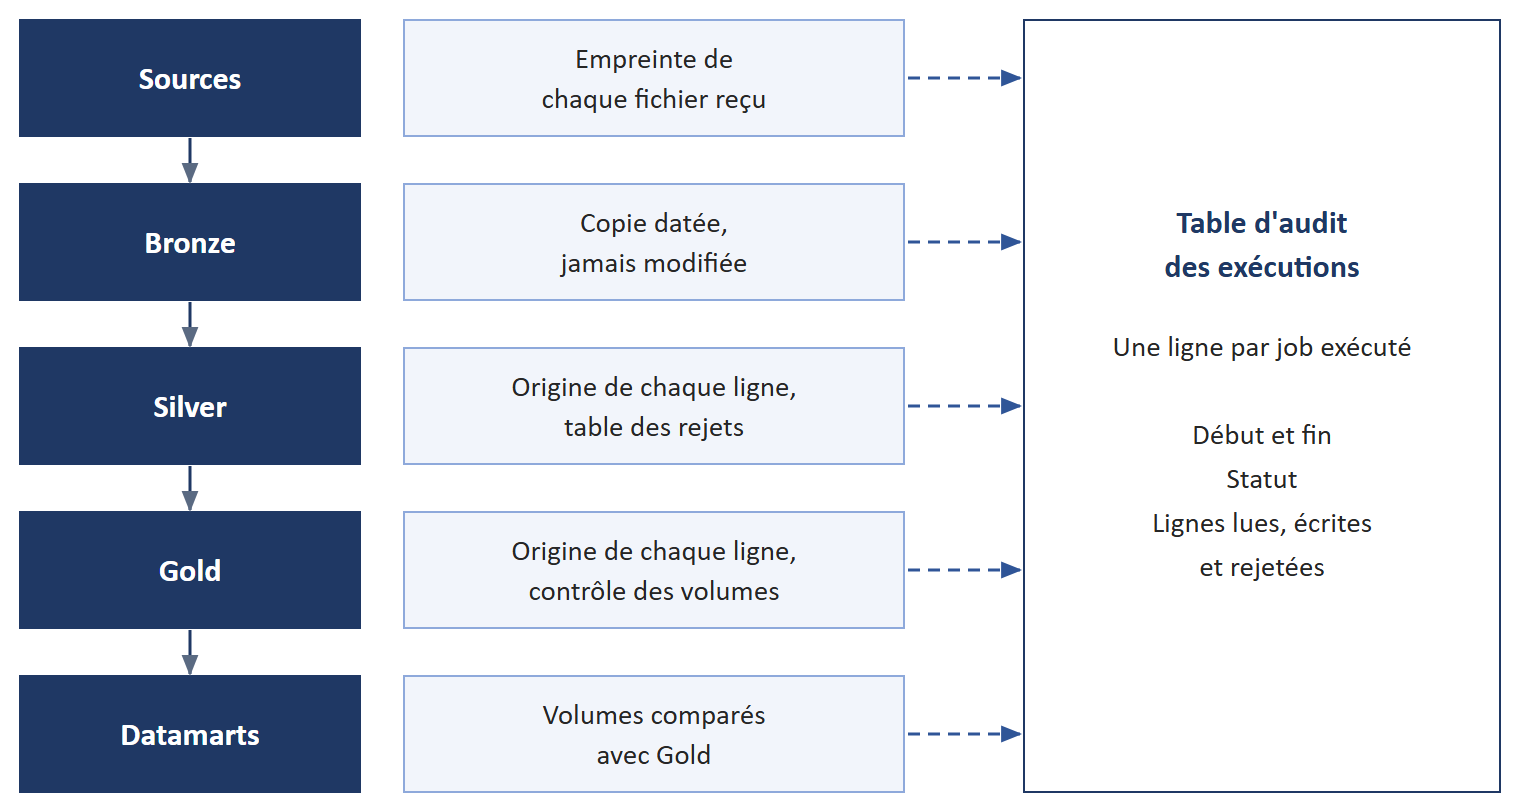 Sources
Empreinte de
chaque fichier reçu
Bronze
Copie datée,
jamais modifiée
Silver
Origine de chaque ligne,
table des rejets
Gold
Origine de chaque ligne,
contrôle des volumes
Datamarts
Volumes comparés
avec Gold
Table d'audit
des exécutions
Une ligne par job exécuté
Début et fin
Statut
Lignes lues, écrites
et rejetées